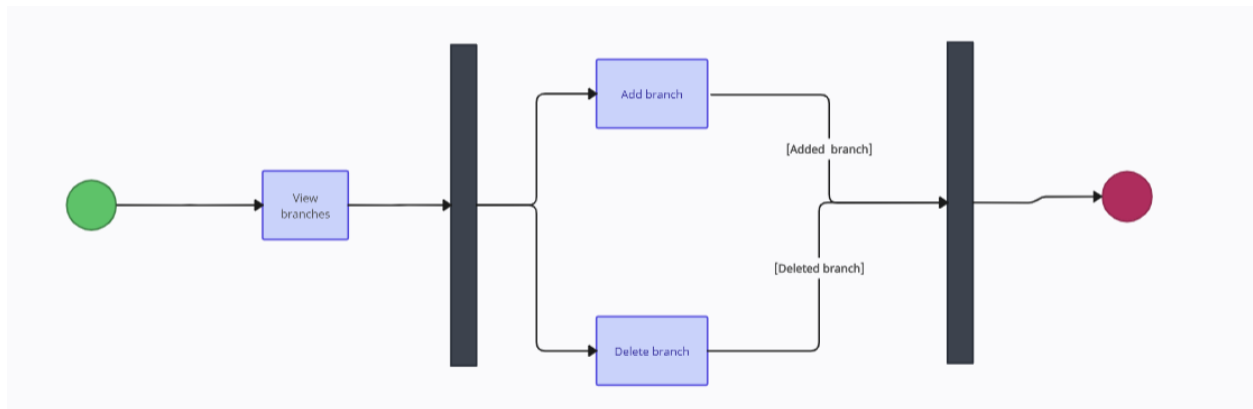 Add branch
[Added branch]
View
branches
[Deleted branch]
Delete branch